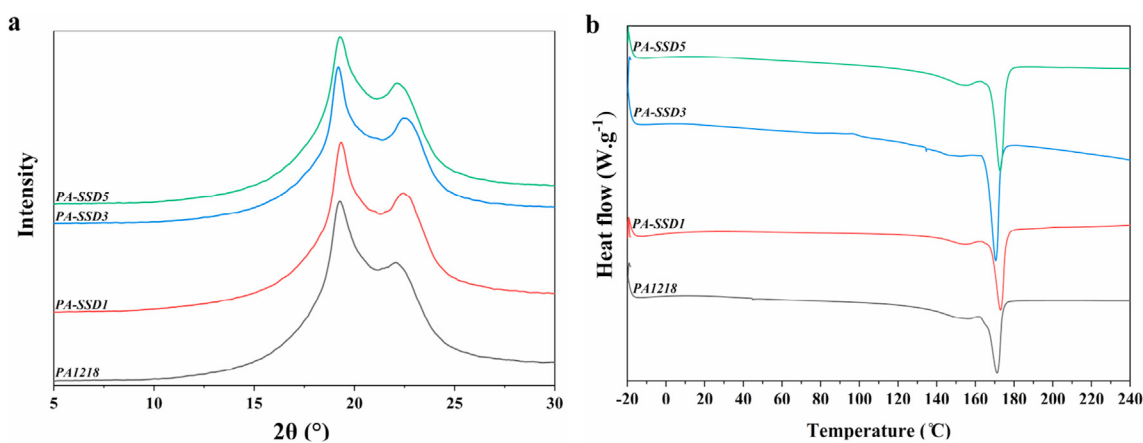 a
PA-SSD5
PA-SSD3
PA-SSD1
PA1218
Intensity
5 10 15 20 25 30
2θ (°)
b
PA-SSD5
PA-SSD3
PA-SSD1
PA1218
Heat flow (W.g-1)
-20 0 20 40 60 80 100 120 140 160 180 200 220 240
Temperature (℃)